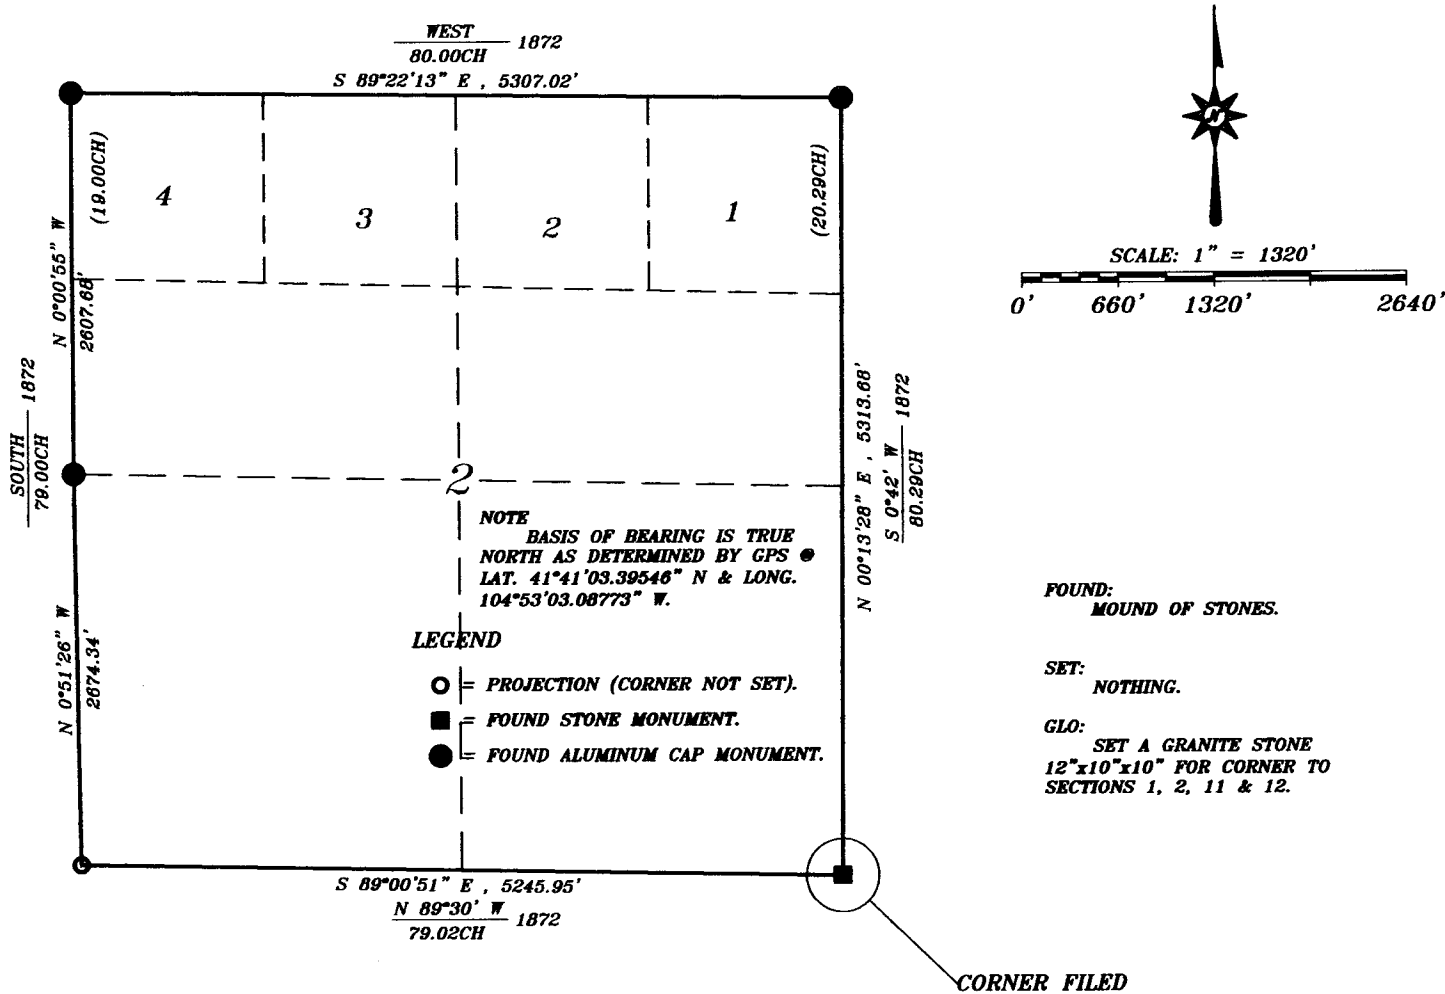 WEST
80.00CH
1872
S 89°22'13" E , 5307.02'
(19.00CH)
4
3
2
1
(20.29CH)
N 0°00'55" W
2607.68'
SOUTH
79.00CH
1872
2
N 00°13'28" E , 5313.68'
S 0°42' W
80.29CH
1872
N 0°51'26" W
2674.34'
NOTE
BASIS OF BEARING IS TRUE
NORTH AS DETERMINED BY GPS @
LAT. 41°41'03.39546" N & LONG.
104°53'03.08773" W.
LEGEND
= PROJECTION (CORNER NOT SET).
= FOUND STONE MONUMENT.
= FOUND ALUMINUM CAP MONUMENT.
S 89°00'51" E , 5245.95'
N 89°30' W
79.02CH
1872
N
SCALE: 1" = 1320'
0' 660' 1320' 2640'
FOUND:
MOUND OF STONES.
SET:
NOTHING.
GLO:
SET A GRANITE STONE
12"x10"x10" FOR CORNER TO
SECTIONS 1, 2, 11 & 12.
CORNER FILED